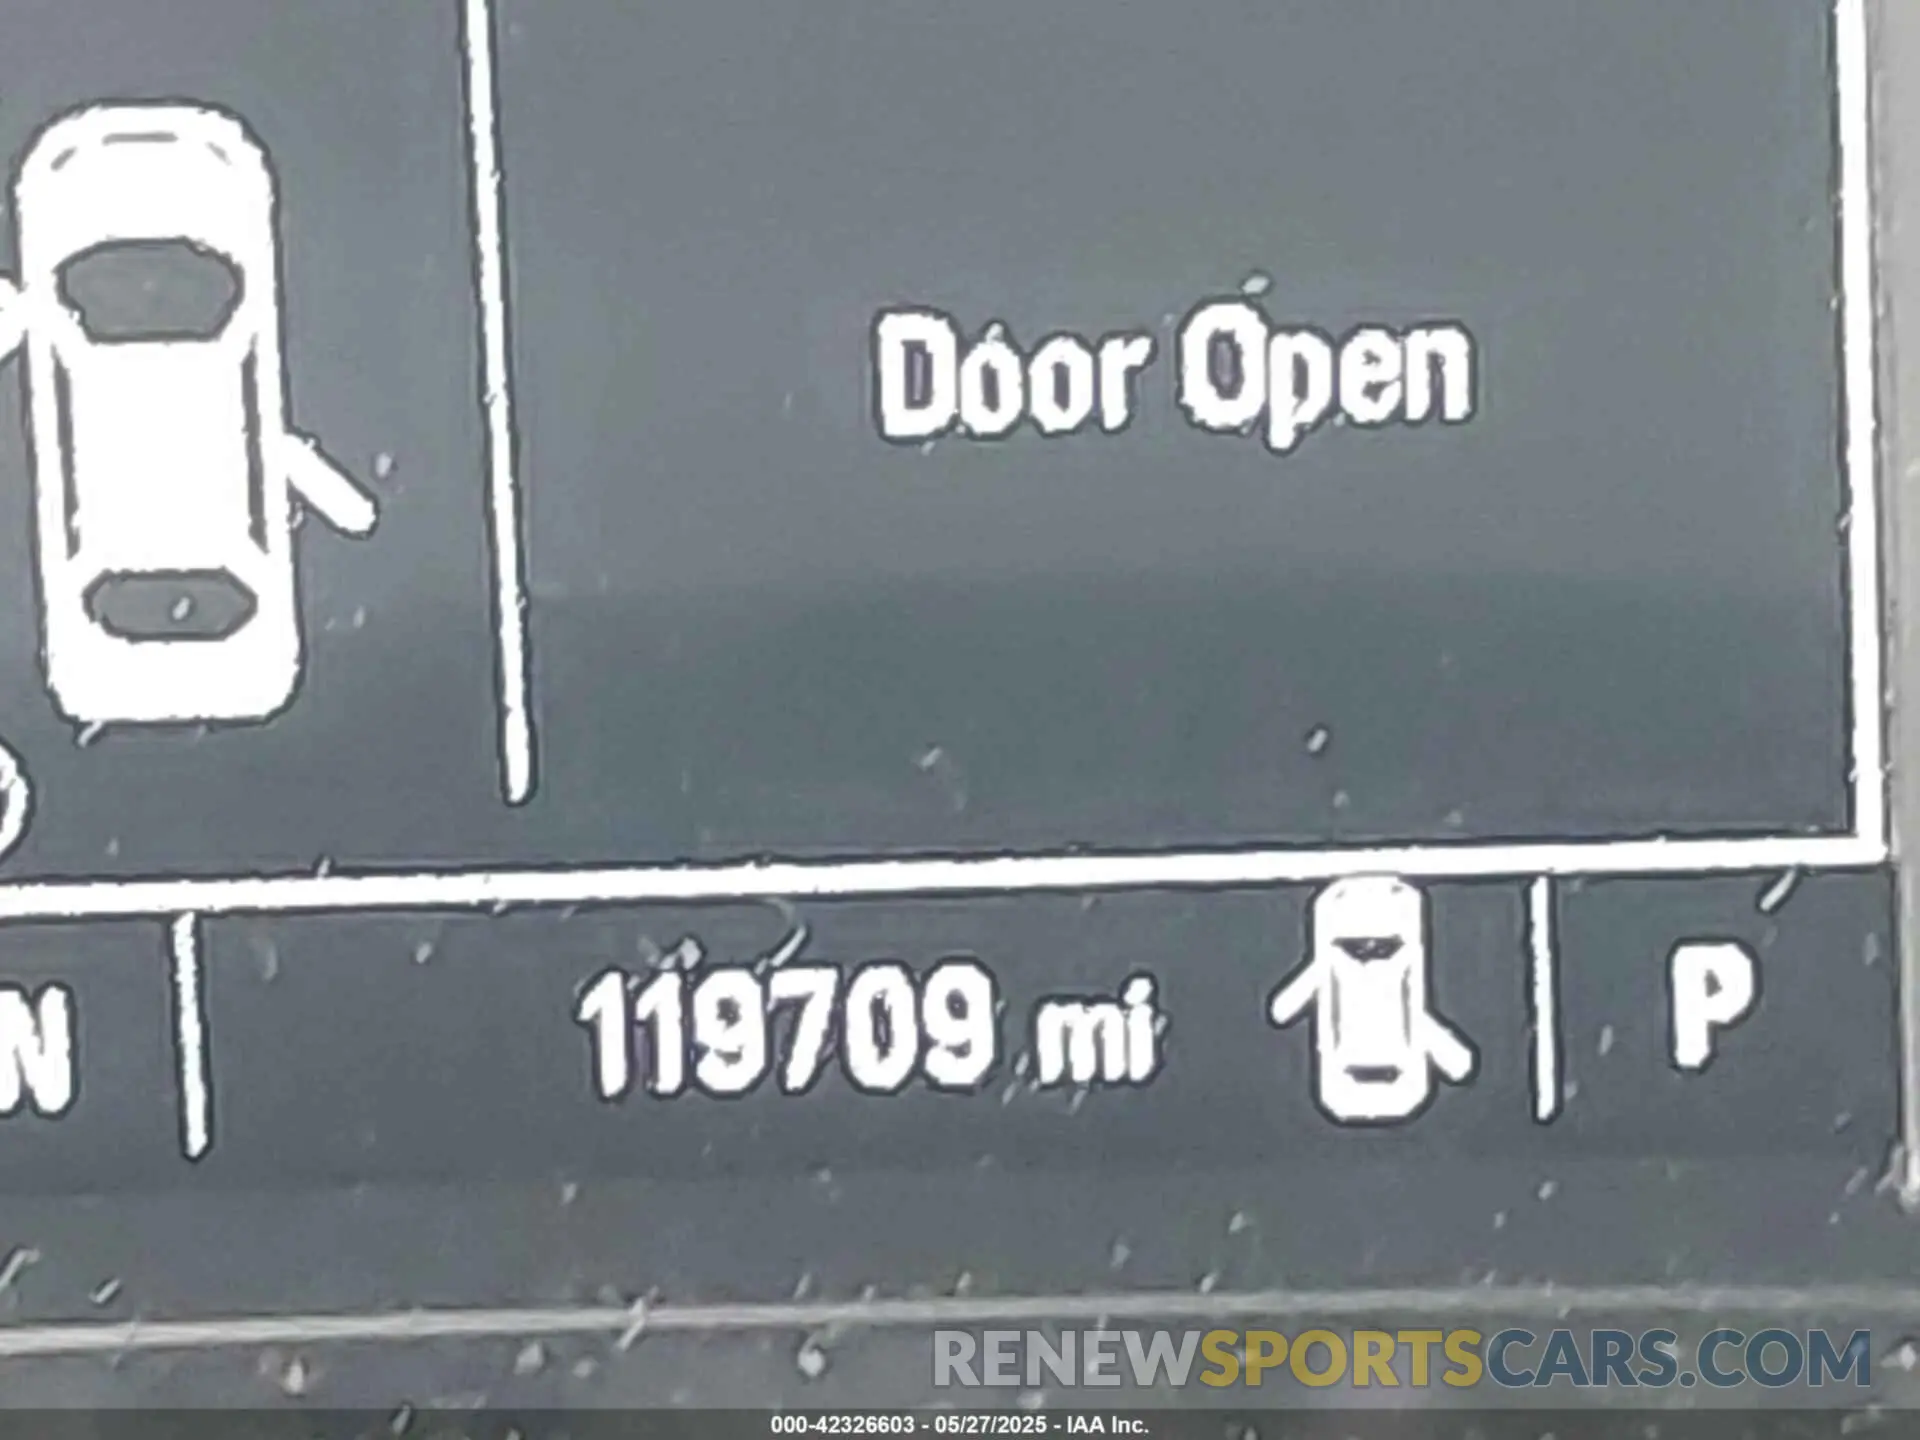 Door Open
N
119709 mi
P
RENEWSPORTSCARS.COM
000-42326603 - 05/27/2025 - IAA Inc.